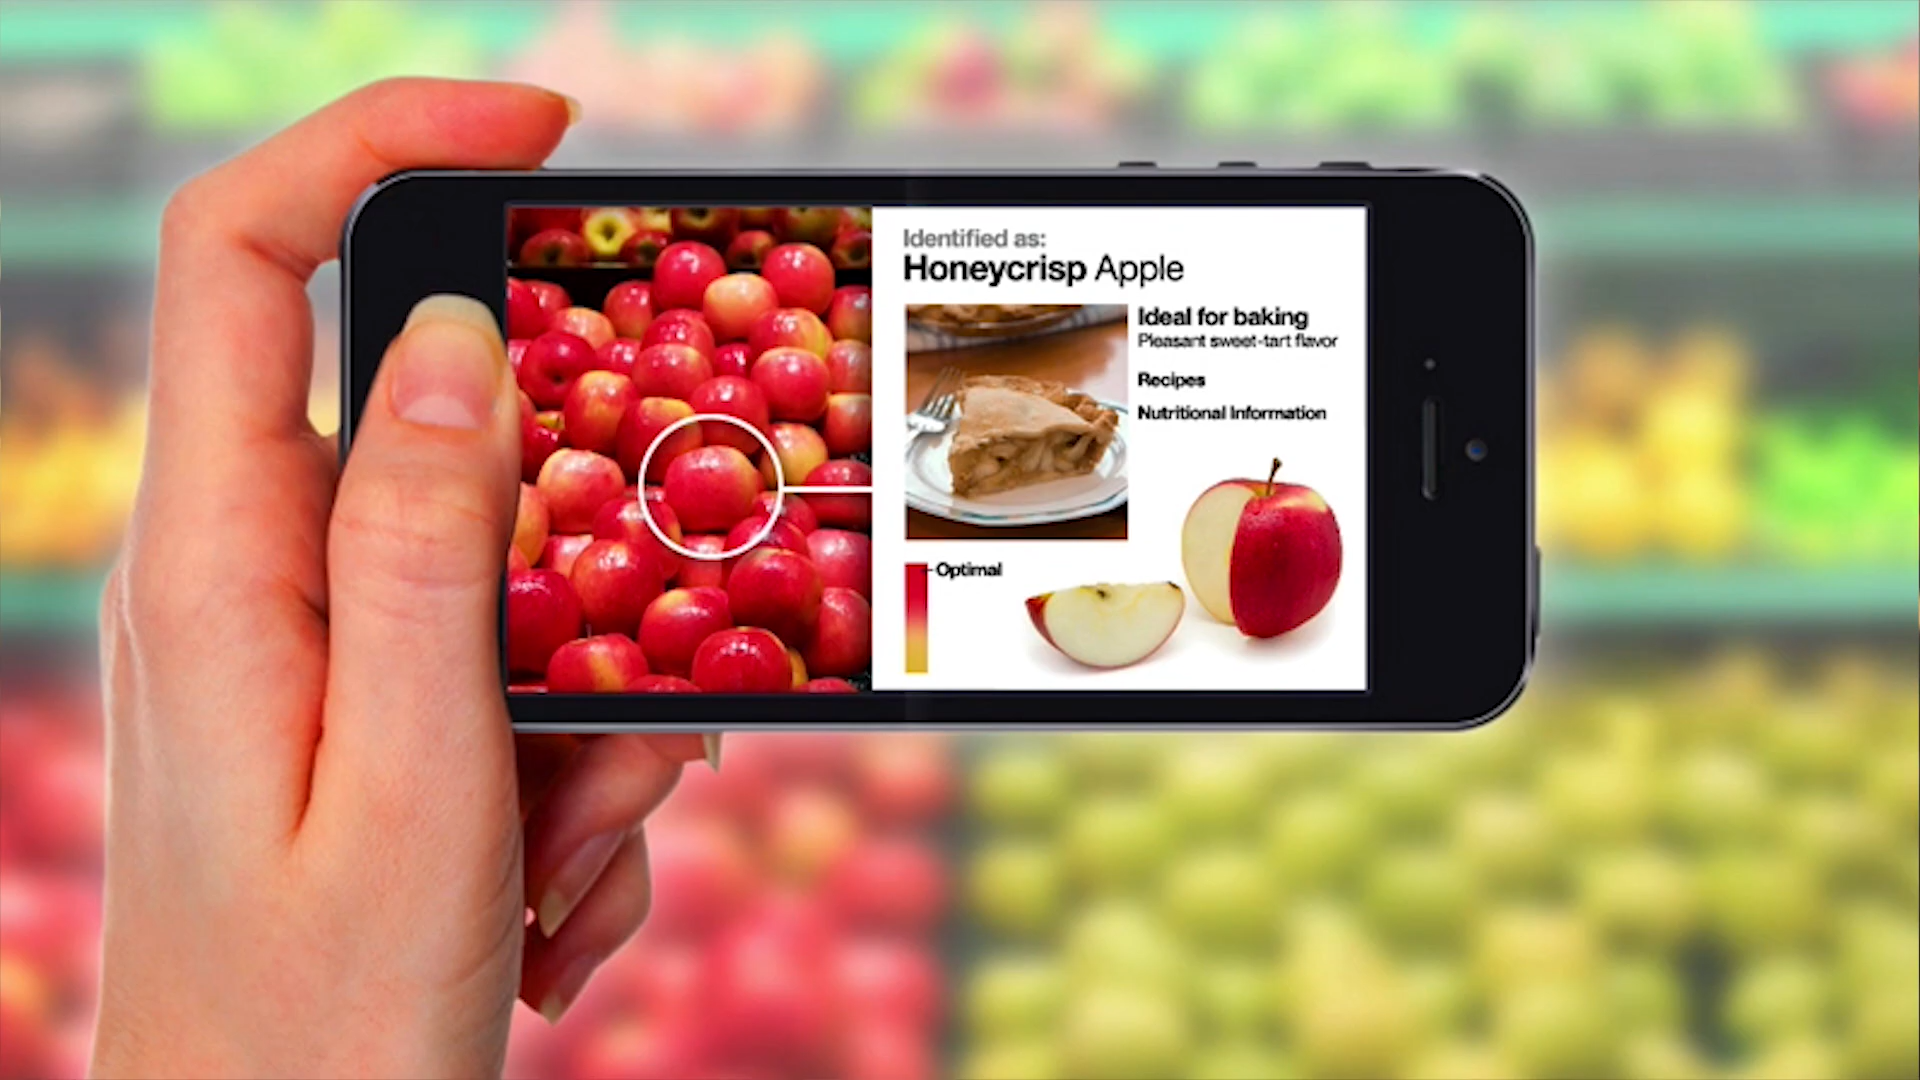 Identified as:
Honeycrisp Apple
Ideal for baking
Pleasant sweet-tart flavor
Recipes
Nutritional Information
Optimal